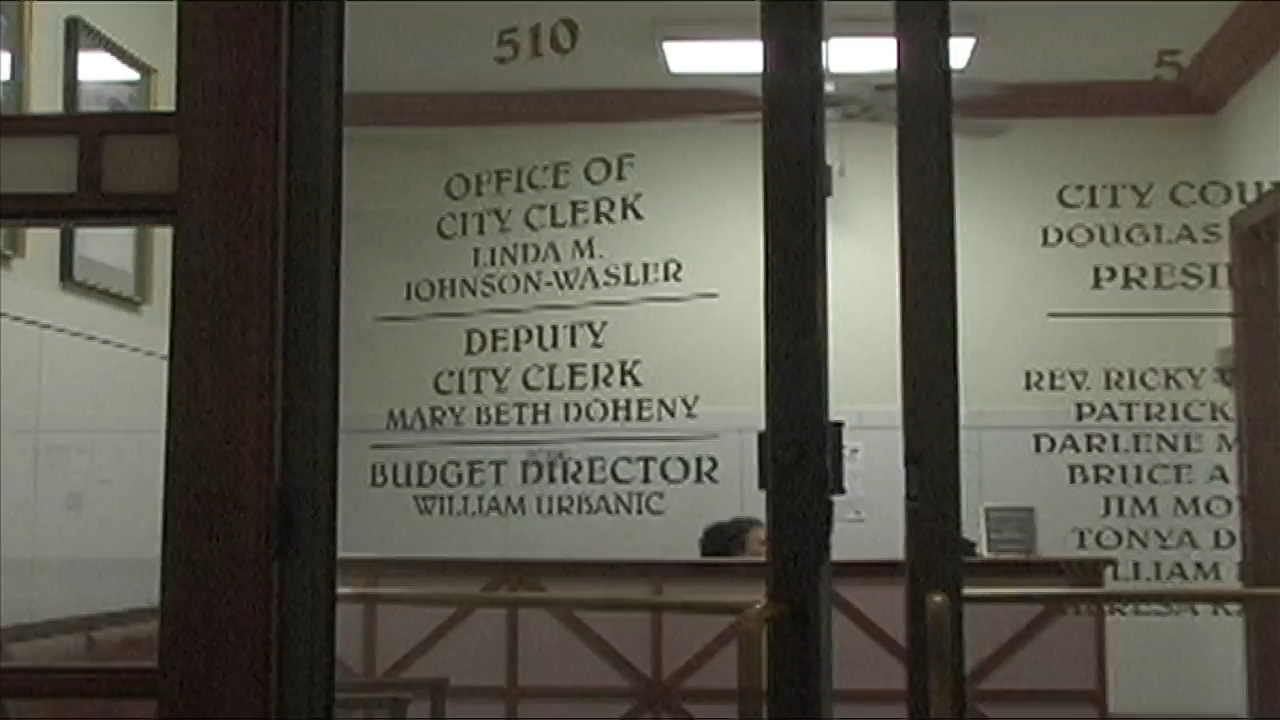 510
OFFICE OF
CITY CLERK
LINDA M.
JOHNSON-WASLER
DEPUTY
CITY CLERK
MARY BETH DOHENY
BUDGET DIRECTOR
WILLIAM URBANIC
5
CITY COU
DOUGLAS
PRESI
REV. RICKY
PATRICK
DARLENE M
BRUCE A
JIM MO
TONYA D